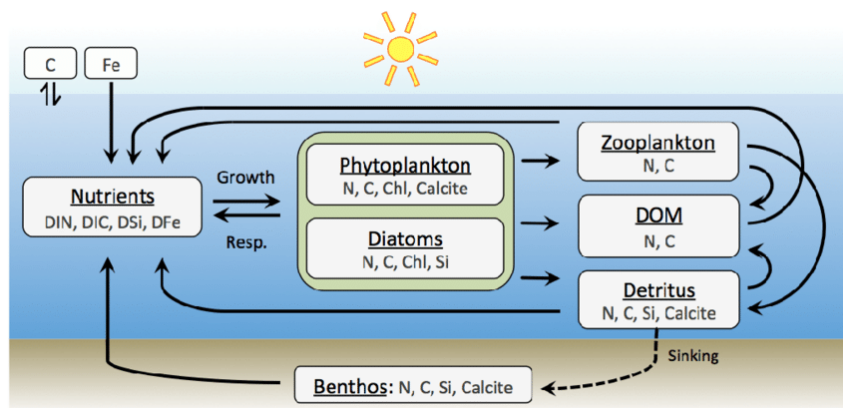 C
Fe
Nutrients
DIN, DIC, DSi, DFe
Growth
Resp.
Phytoplankton
N, C, Chl, Calcite
Diatoms
N, C, Chl, Si
Zooplankton
N, C
DOM
N, C
Detritus
N, C, Si, Calcite
Sinking
Benthos: N, C, Si, Calcite